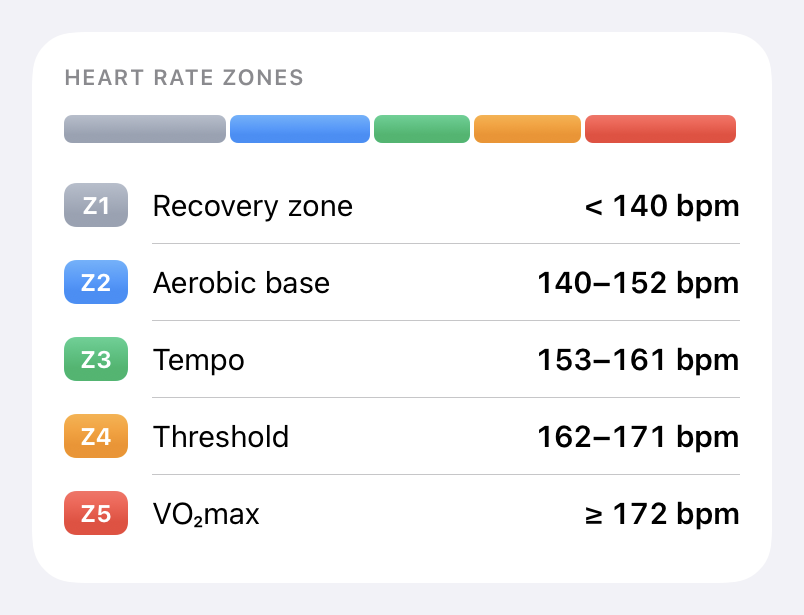 HEART RATE ZONES
Z1 Recovery zone < 140 bpm
Z2 Aerobic base 140–152 bpm
Z3 Tempo 153–161 bpm
Z4 Threshold 162–171 bpm
Z5 VO₂max ≥ 172 bpm